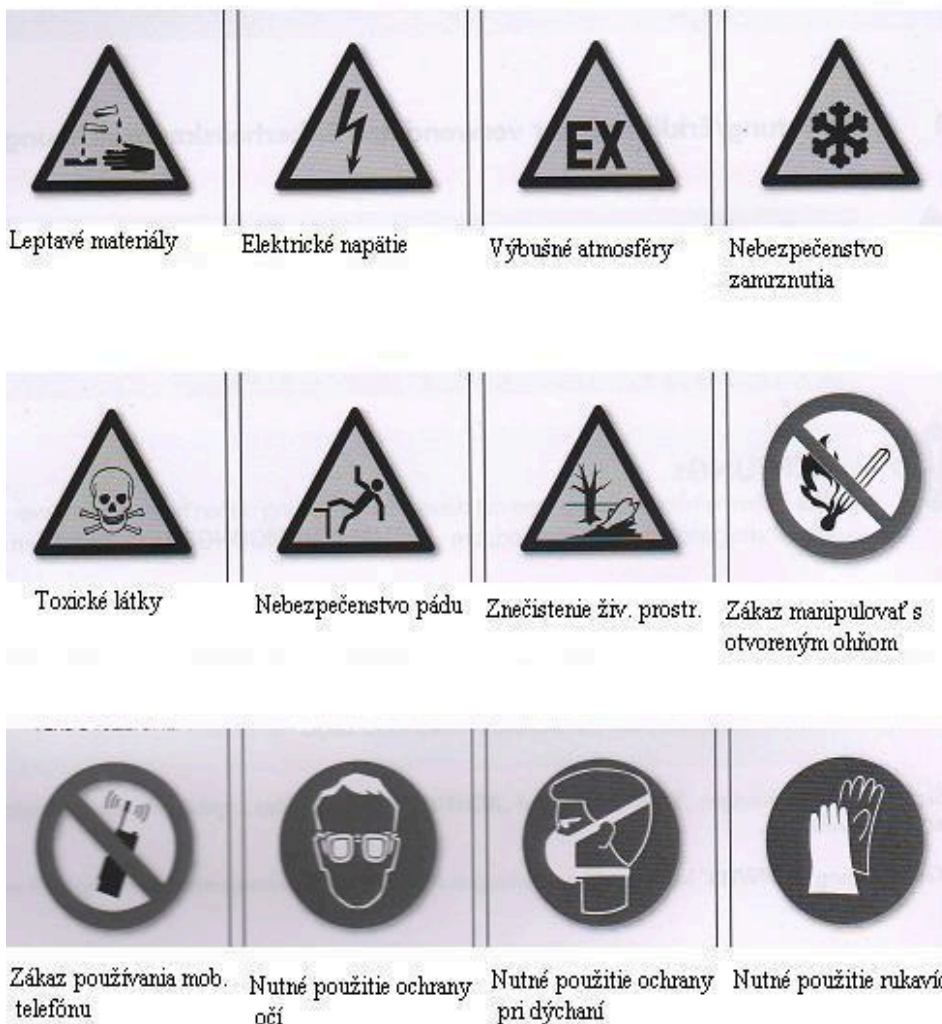 EX
Leptavé materiály
Elektrické napätie
Výbušné atmosféry
Nebezpečenstvo
zamrznutia
Toxické látky
Nebezpečenstvo pádu
Znečistenie živ. prostr.
Zákaz manipulovať s
otvoreným ohňom
Zákaz používania mob.
telefónu
Nutné použitie ochrany
očí
Nutné použitie ochrany
pri dýchaní
Nutné použitie rukavíc